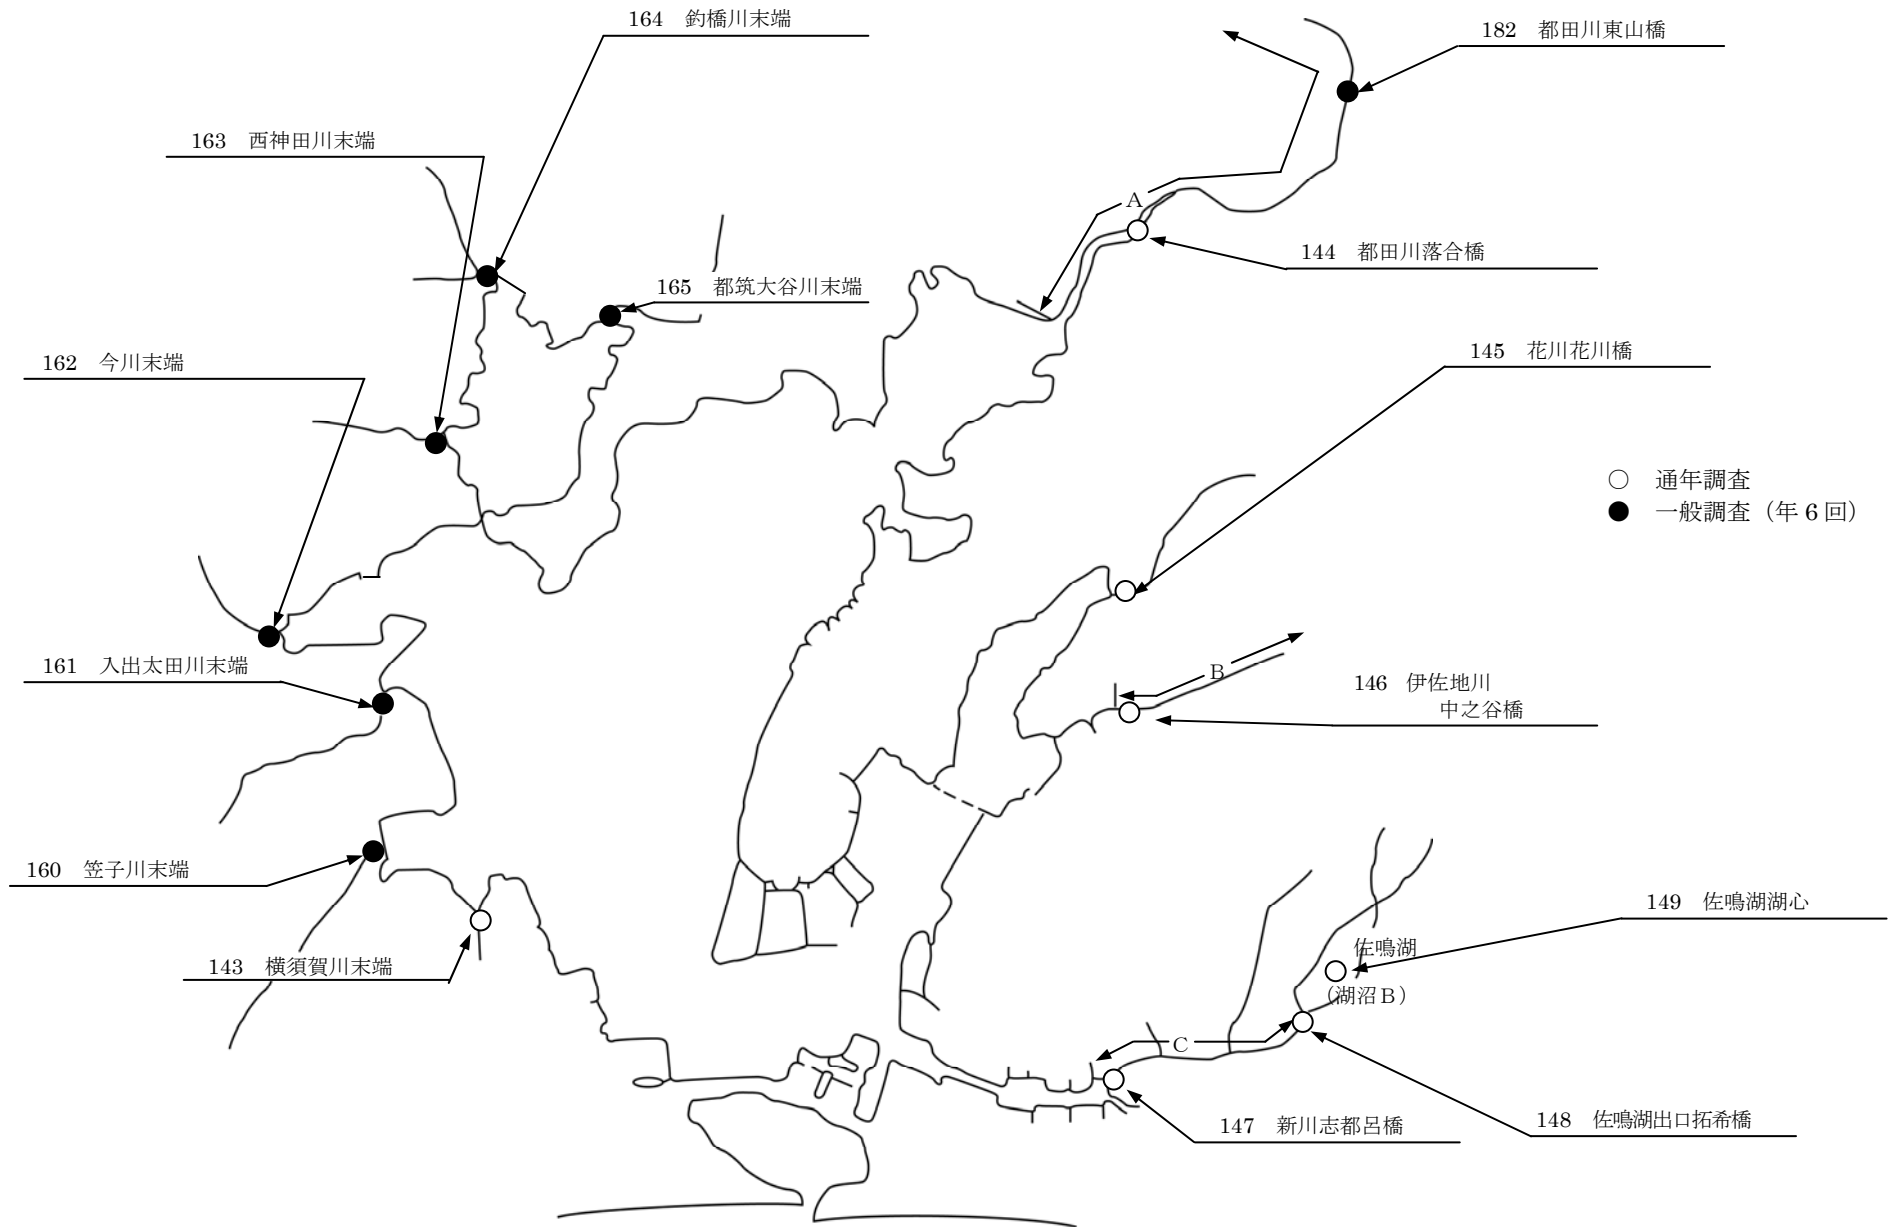 164 釣橋川末端
182 都田川東山橋
163 西神田川末端
A
144 都田川落合橋
165 都筑大谷川末端
162 今川末端
145 花川花川橋
○ 通年調査
● 一般調査（年6回）
161 入出太田川末端
B
146 伊佐地川
中之谷橋
160 笠子川末端
149 佐鳴湖湖心
佐鳴湖
（湖沼B）
143 横須賀川末端
C
147 新川志都呂橋
148 佐鳴湖出口拓希橋